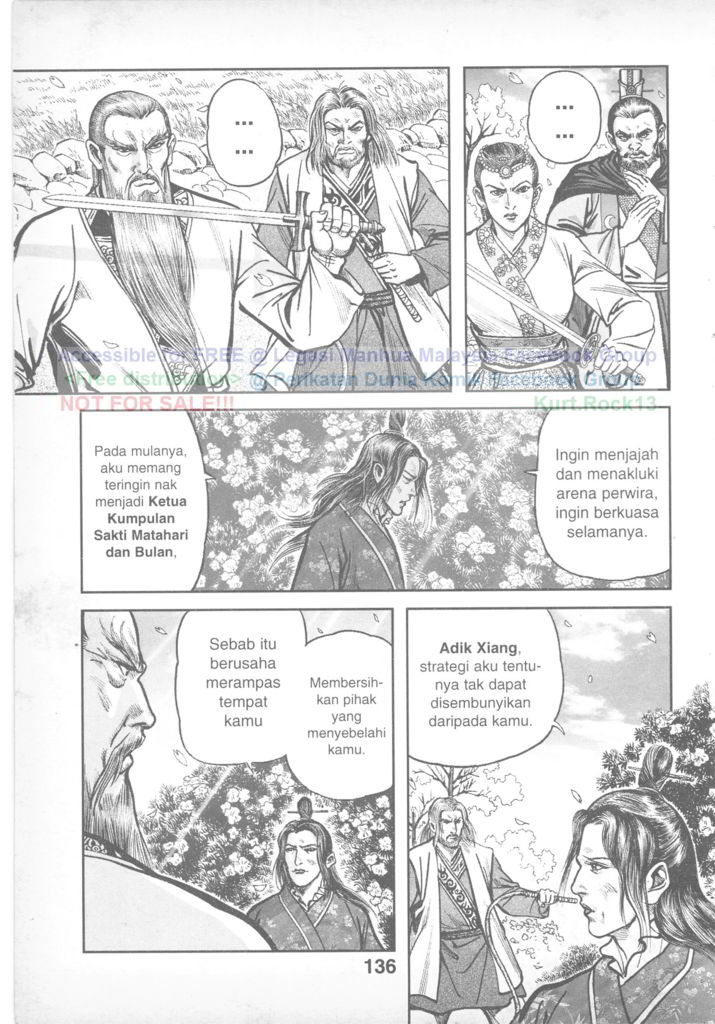 ... 
...
...
...
Accessible for FREE @ Legasi Manhua Malaysia Facebook Group
<Free distribution> @ Perikatan Dunia Komik Facebook Group
NOT FOR SALE!!!
Kurt.Rock13
Pada mulanya,
aku memang
teringin nak
menjadi Ketua
Kumpulan
Sakti Matahari
dan Bulan,
Ingin menjajah
dan menakluki
arena perwira,
ingin berkuasa
selamanya.
Sebab itu
berusaha
merampas
tempat
kamu
Membersih-
kan pihak
yang
menyebelahi
kamu.
Adik Xiang,
strategi aku tentu-
nya tak dapat
disembunyikan
daripada kamu.
136